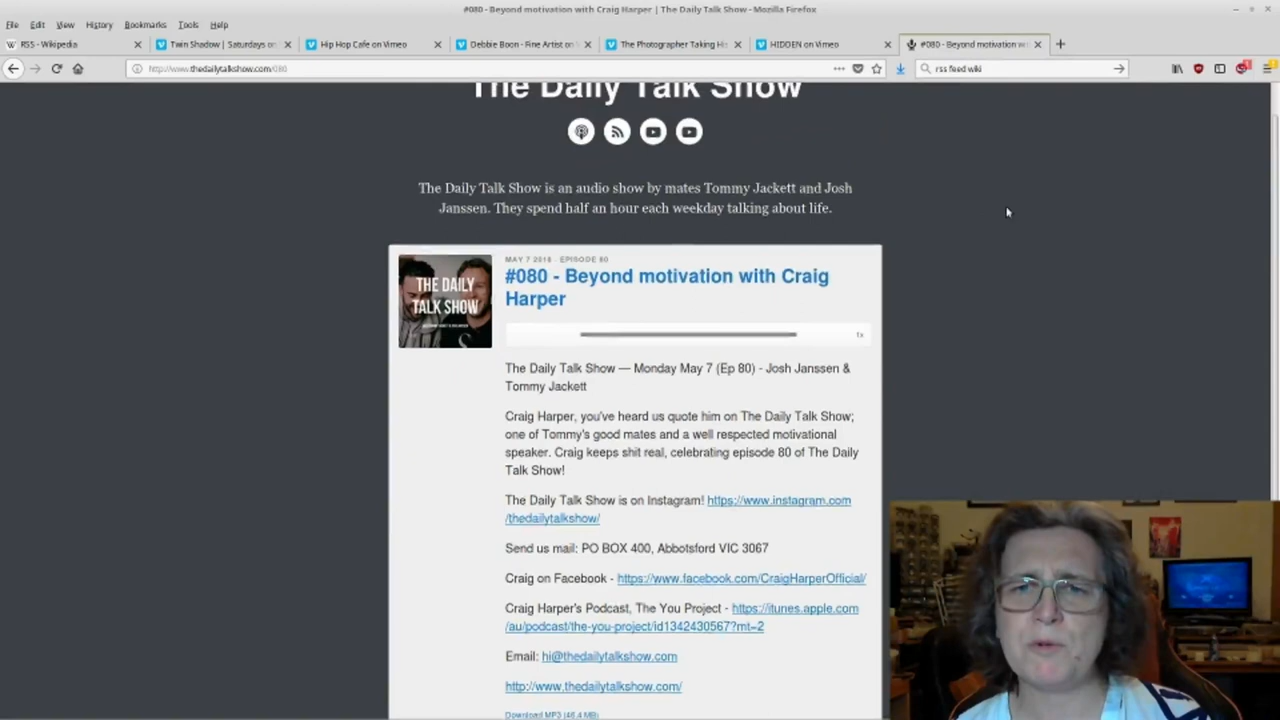 #080 - Beyond motivation with Craig Harper | The Daily Talk Show - Mozilla Firefox
File Edit View History Bookmarks Tools Help
RSS - Wikipedia
Twin Shadow | Saturdays on
Hip Hop Cafe on Vimeo
Debbie Boon - Fine Artist on
The Photographer Taking
HIDDEN on Vimeo
#080 - Beyond motivation
http://www.thedailytalkshow.com/080
rss feed wiki
The Daily Talk Show
The Daily Talk Show is an audio show by mates Tommy Jackett and Josh
Janssen. They spend half an hour each weekday talking about life.
THE DAILY
TALK SHOW
MAY 7 2018 · EPISODE 80
#080 - Beyond motivation with Craig
Harper
1x
The Daily Talk Show — Monday May 7 (Ep 80) - Josh Janssen &
Tommy Jackett
Craig Harper, you've heard us quote him on The Daily Talk Show;
one of Tommy's good mates and a well respected motivational
speaker. Craig keeps shit real, celebrating episode 80 of The Daily
Talk Show!
The Daily Talk Show is on Instagram! https://www.instagram.com
/thedailytalkshow/
Send us mail: PO BOX 400, Abbotsford VIC 3067
Craig on Facebook - https://www.facebook.com/CraigHarperOfficial/
Craig Harper's Podcast, The You Project - https://itunes.apple.com
/au/podcast/the-you-project/id1342430567?mt=2
Email: hi@thedailytalkshow.com
http://www.thedailytalkshow.com/
Download MP3 (46.4 MB)